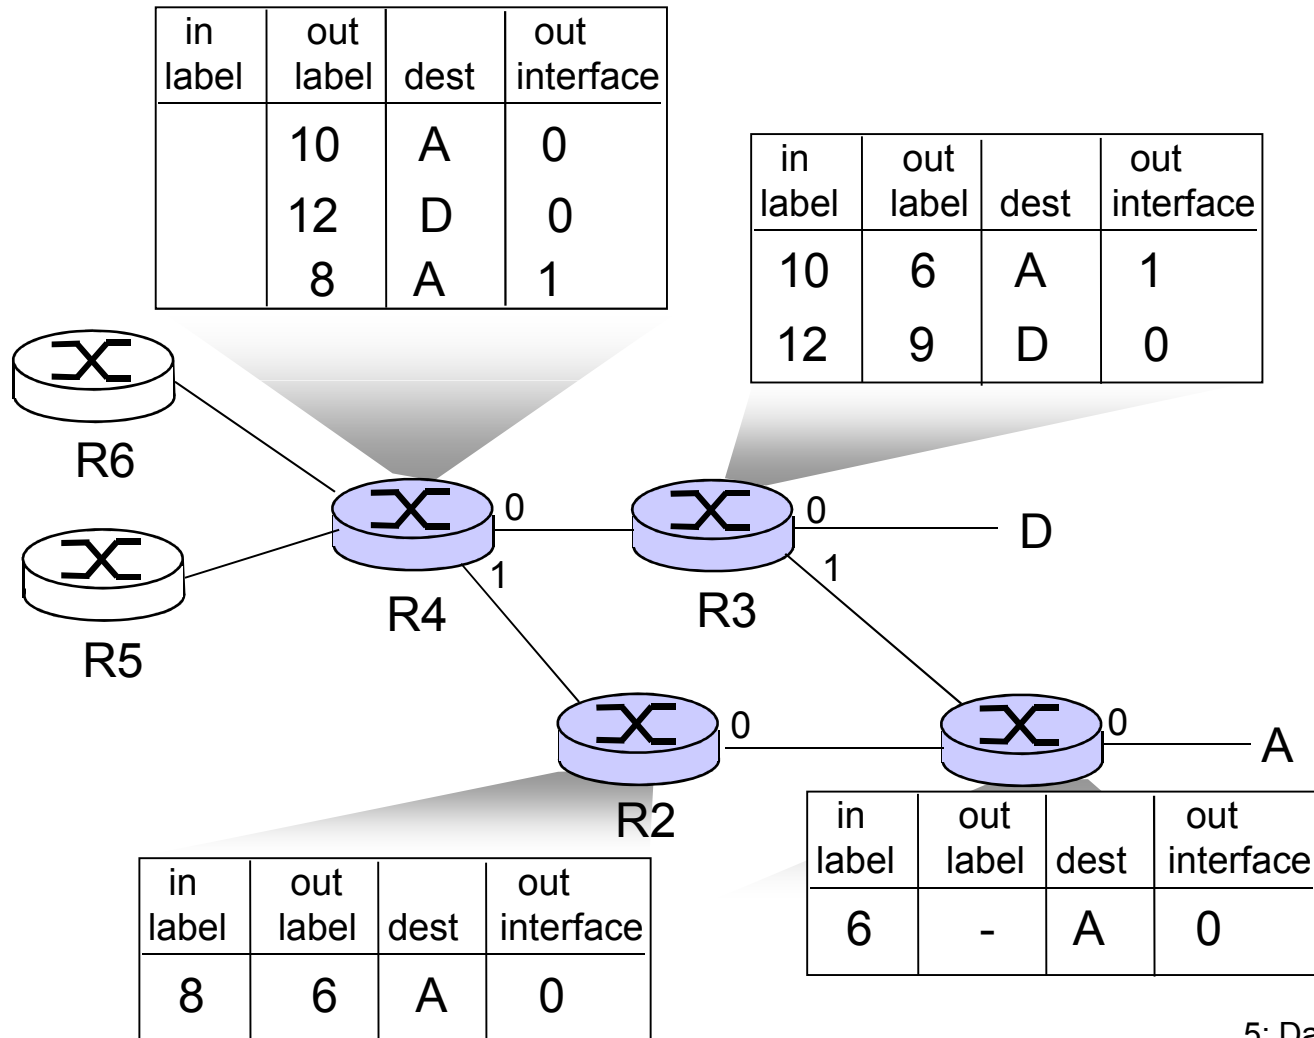 in out out
label label dest interface
10 A 0
12 D 0
8 A 1
in out out
label label dest interface
10 6 A 1
12 9 D 0
R6
R5
R4
0
1
R3
0
1
D
R2
0
0
A
in out out
label label dest interface
6 - A 0
in out out
label label dest interface
8 6 A 0
5: Da